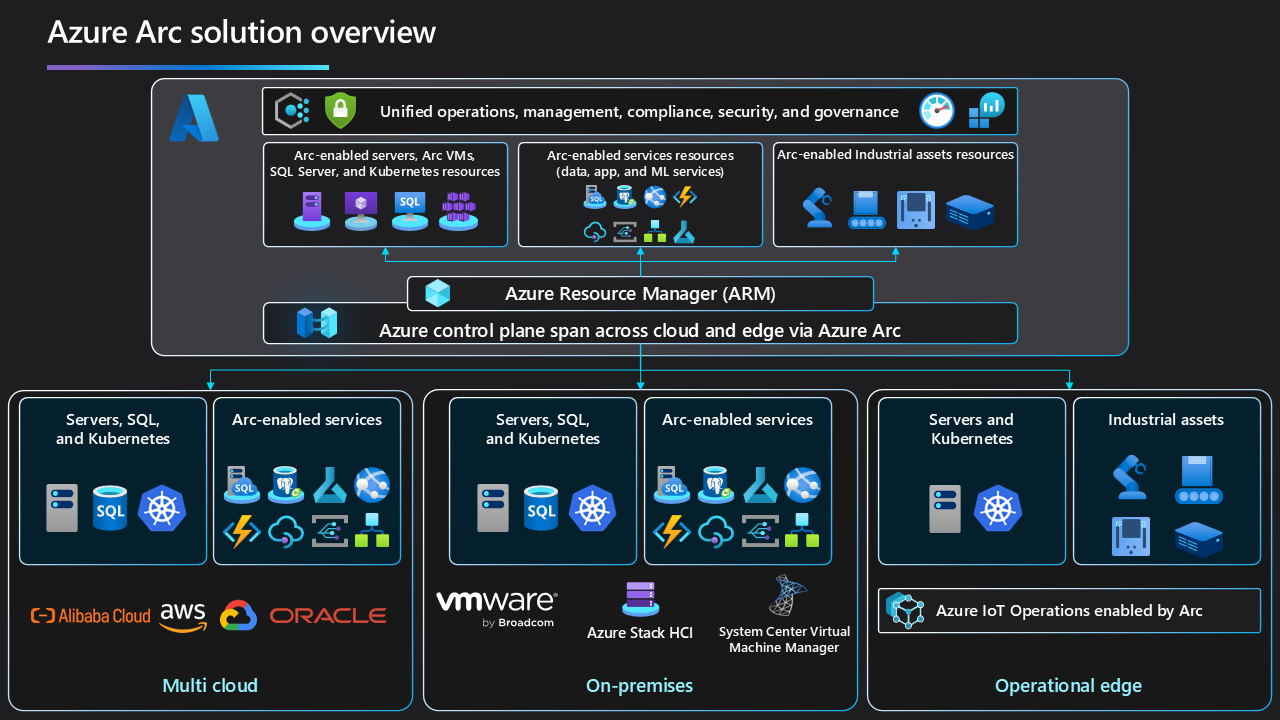 Azure Arc solution overview
Unified operations, management, compliance, security, and governance
Arc-enabled servers, Arc VMs,
SQL Server, and Kubernetes resources
SQL
Arc-enabled services resources
(data, app, and ML services)
SQL
Arc-enabled Industrial assets resources
Azure Resource Manager (ARM)
Azure control plane span across cloud and edge via Azure Arc
Servers, SQL,
and Kubernetes
SQL
Arc-enabled services
SQL
Alibaba Cloud
aws
ORACLE
Multi cloud
Servers, SQL,
and Kubernetes
SQL
Arc-enabled services
SQL
vmware®
by Broadcom
Azure Stack HCI
System Center Virtual
Machine Manager
On-premises
Servers and
Kubernetes
Industrial assets
Azure IoT Operations enabled by Arc
Operational edge